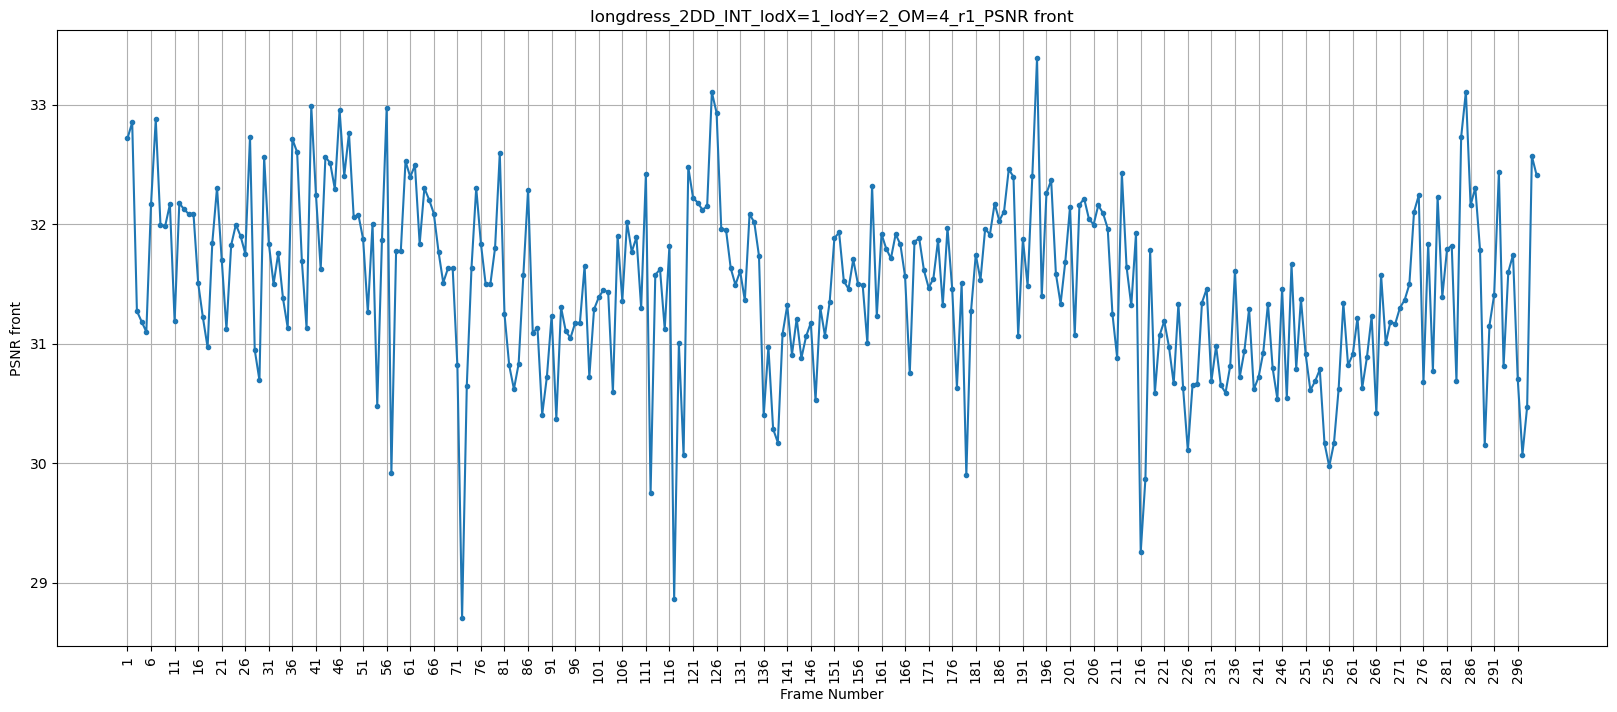 longdress_2DD_INT_lodX=1_lodY=2_OM=4_r1_PSNR front
PSNR front
33
32
31
30
29
1 6 11 16 21 26 31 36 41 46 51 56 61 66 71 76 81 86 91 96 101 106 111 116 121 126 131 136 141 146 151 156 161 166 171 176 181 186 191 196 201 206 211 216 221 226 231 236 241 246 251 256 261 266 271 276 281 286 291 296
Frame Number